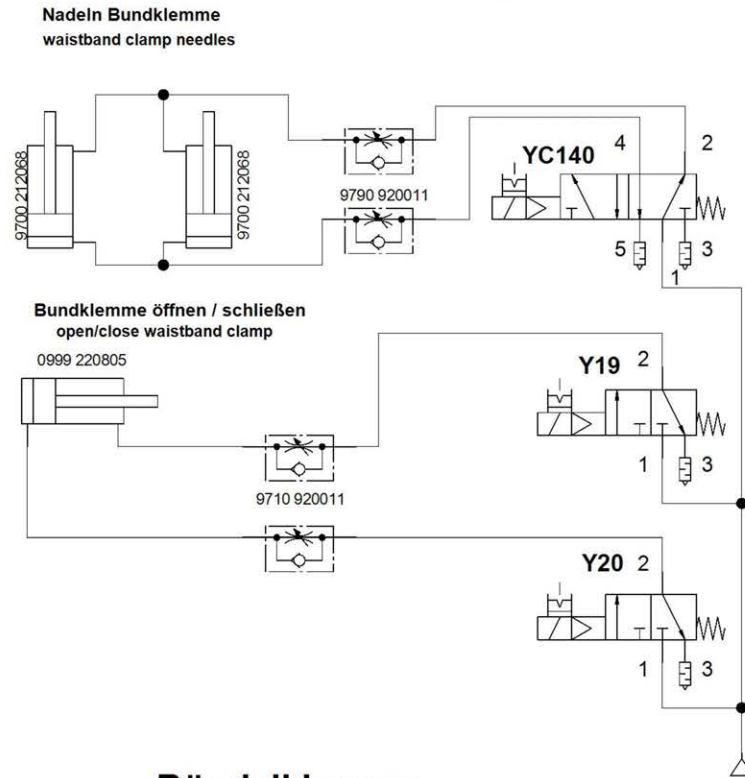 Nadeln Bundklemme
waistband clamp needles
9700 212068
9700 212068
9790 920011
YC140
4
2
5
1
3
Bundklemme öffnen / schließen
open/close waistband clamp
0999 220805
9710 920011
Y19
2
1
3
Y20
2
1
3